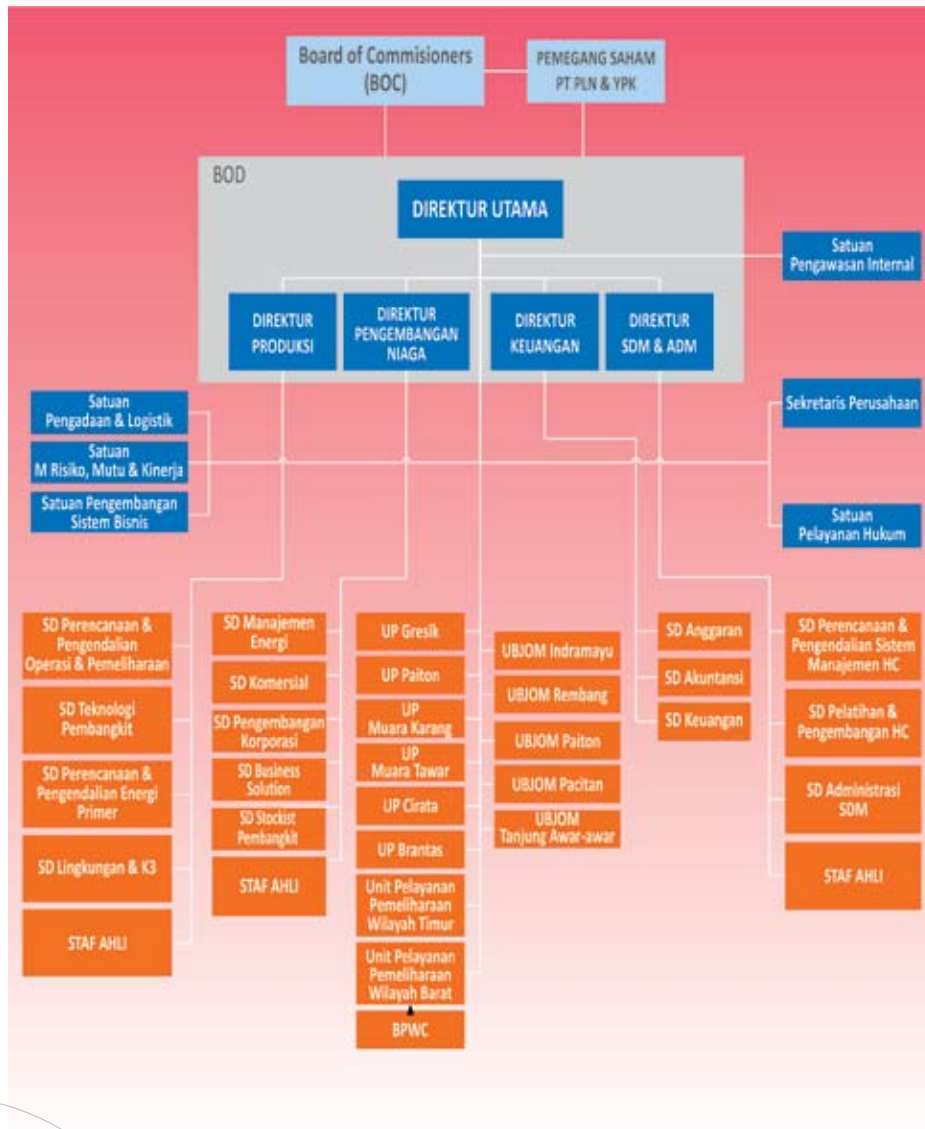 Board of Commisioners
(BOC)
PEMEGANG SAHAM
PT PLN & YPK
BOD
DIREKTUR UTAMA
Satuan
Pengawasan Internal
DIREKTUR
PRODUKSI
DIREKTUR
PENGEMBANGAN
NIAGA
DIREKTUR
KEUANGAN
DIREKTUR
SDM & ADM
Satuan
Pengadaan & Logistik
Satuan
M Risiko, Mutu & Kinerja
Satuan Pengembangan
Sistem Bisnis
Sekretaris Perusahaan
Satuan
Pelayanan Hukum
SD Perencanaan &
Pengendalian
Operasi & Pemeliharaan
SD Teknologi
Pembangkit
SD Perencanaan &
Pengendalian Energi
Primer
SD Lingkungan & K3
STAF AHLI
SD Manajemen
Energi
SD Komersial
SD Pengembangan
Korporasi
SD Business
Solution
SD Stockist
Pembangkit
STAF AHLI
UP Gresik
UP Paiton
UP
Muara Karang
UP
Muara Tawar
UP Cirata
UP Brantas
Unit Pelayanan
Pemeliharaan
Wilayah Timur
Unit Pelayanan
Pemeliharaan
Wilayah Barat
BPWC
UBJOM Indramayu
UBJOM Rembang
UBJOM Paiton
UBJOM Pacitan
UBJOM
Tanjung Awar-awar
SD Anggaran
SD Akuntansi
SD Keuangan
SD Perencanaan &
Pengendalian Sistem
Manajemen HC
SD Pelatihan &
Pengembangan HC
SD Administrasi
SDM
STAF AHLI